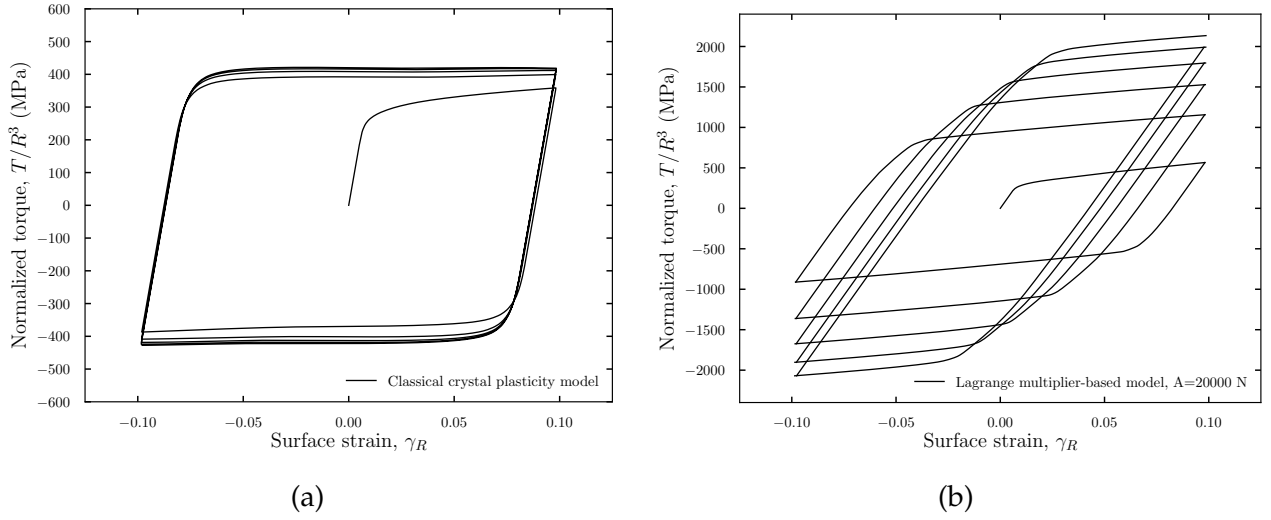 600
500
400
300
200
100
0
−100
−200
−300
−400
−500
−600
Normalized torque, T/R³ (MPa)
Classical crystal plasticity model
−0.10 −0.05 0.00 0.05 0.10
Surface strain, γ_R
(a)
2000
1500
1000
500
0
−500
−1000
−1500
−2000
Normalized torque, T/R³ (MPa)
Lagrange multiplier-based model, A=20000 N
−0.10 −0.05 0.00 0.05 0.10
Surface strain, γ_R
(b)